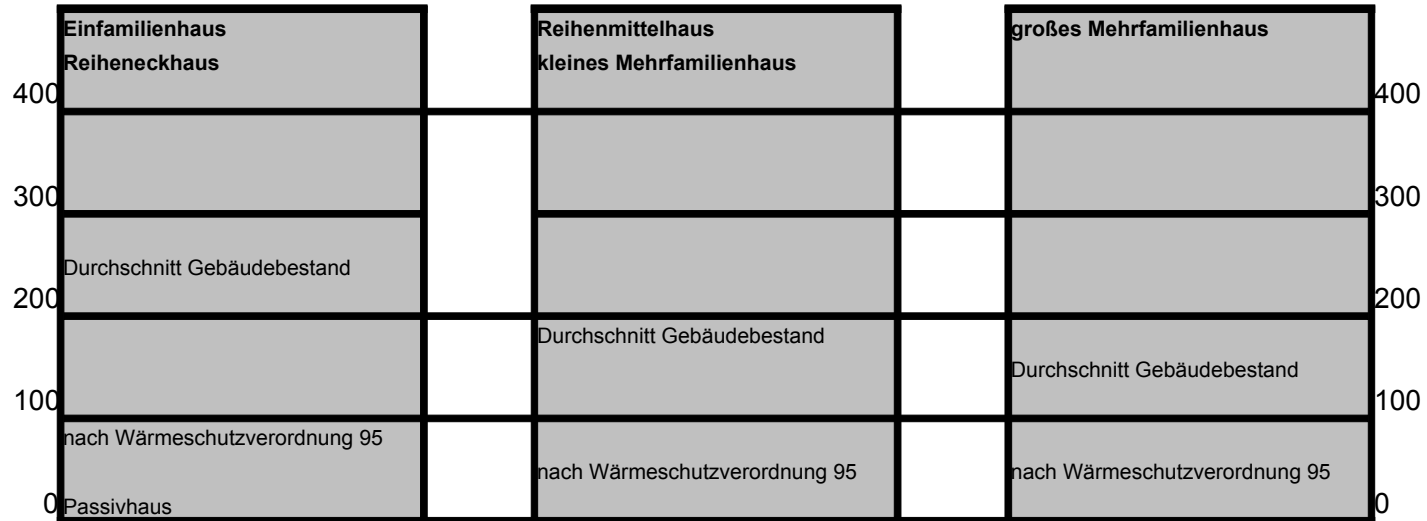 Einfamilienhaus
Reiheneckhaus
Reihenmittelhaus
kleines Mehrfamilienhaus
großes Mehrfamilienhaus
400
400
300
300
Durchschnitt Gebäudebestand
200
200
Durchschnitt Gebäudebestand
Durchschnitt Gebäudebestand
100
100
nach Wärmeschutzverordnung 95
nach Wärmeschutzverordnung 95
nach Wärmeschutzverordnung 95
0
Passivhaus
0